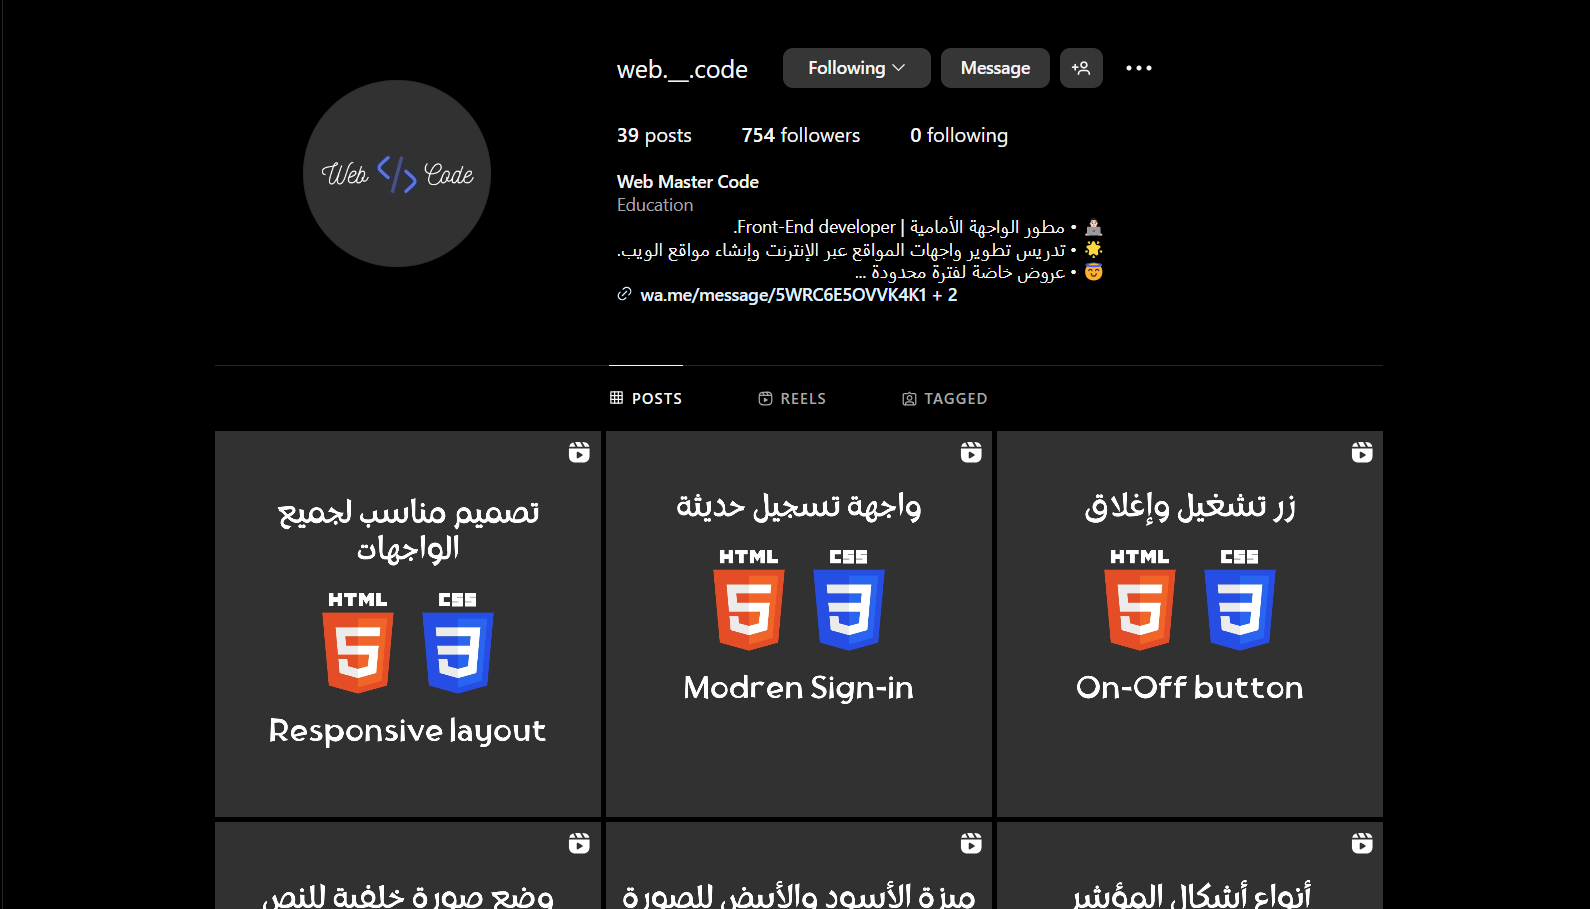 web.__.code
Following
Message
39 posts
754 followers
0 following
Web Code
Web Master Code
Education
• مطور الواجهة الأمامية | Front-End developer.
• تدريس تطوير واجهات المواقع عبر الإنترنت وإنشاء مواقع الويب.
• عروض خاصة لفترة محدودة ...
wa.me/message/5WRC6E5OVVK4K1 + 2
POSTS
REELS
TAGGED
تصميم مناسب لجميع
الواجهات
HTML CSS
Responsive layout
واجهة تسجيل حديثة
HTML CSS
Modren Sign-in
زر تشغيل وإغلاق
HTML CSS
On-Off button
وضع صورة خلفية للنص
ميزة الأسود والأبيض للصورة
أنواع أشكال المؤشر